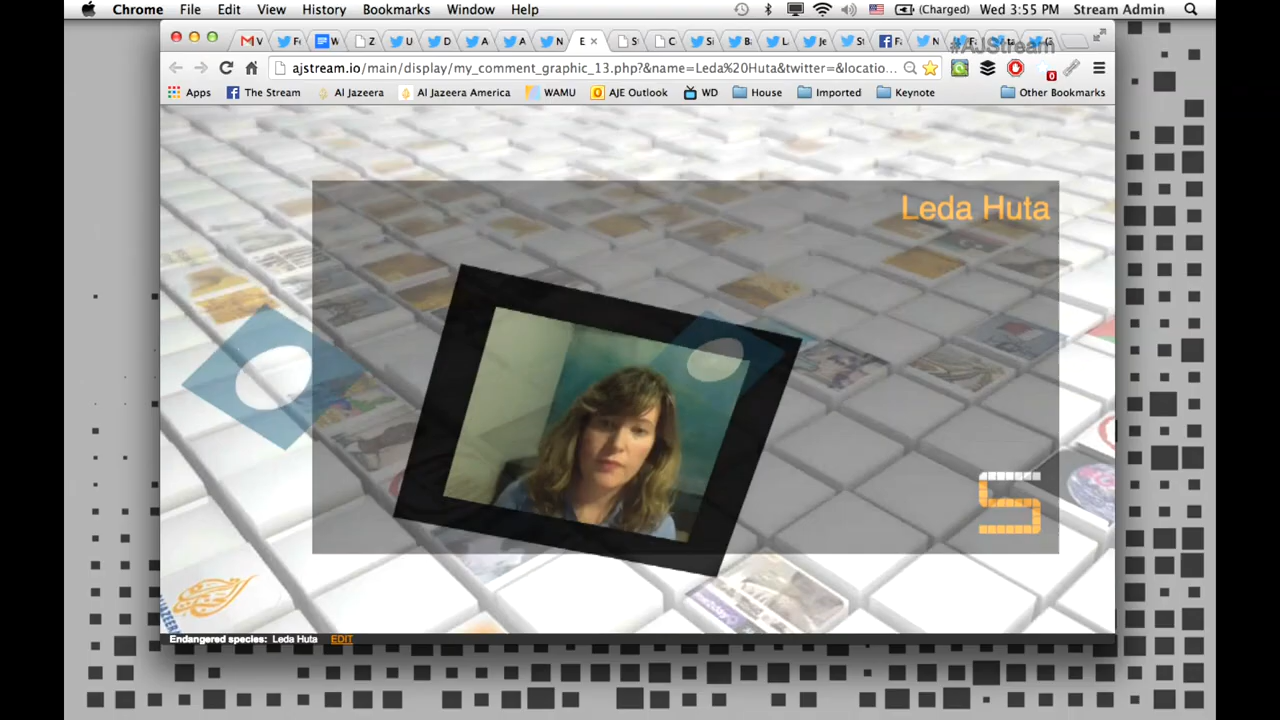 Chrome File Edit View History Bookmarks Window Help (Charged) Wed 3:55 PM Stream Admin
#AJStream
ajstream.io/main/display/my_comment_graphic_13.php?&name=Leda%20Huta&twitter=&locatio...
Apps The Stream Al Jazeera Al Jazeera America WAMU AJE Outlook WD House Imported Keynote Other Bookmarks
Leda Huta
S
ALJAZEERA
Endangered species: Leda Huta EDIT